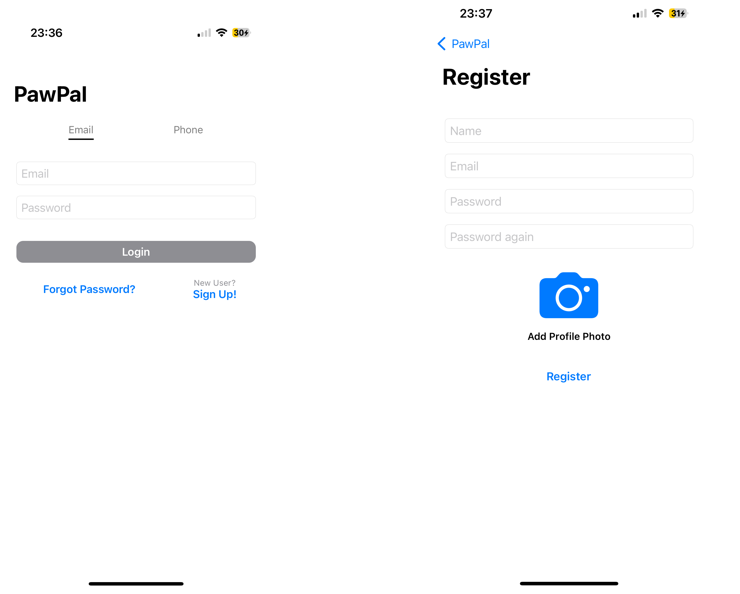 23:36
30
PawPal
Email
Phone
Email
Password
Login
Forgot Password?
New User?
Sign Up!
23:37
31
PawPal
Register
Name
Email
Password
Password again
Add Profile Photo
Register